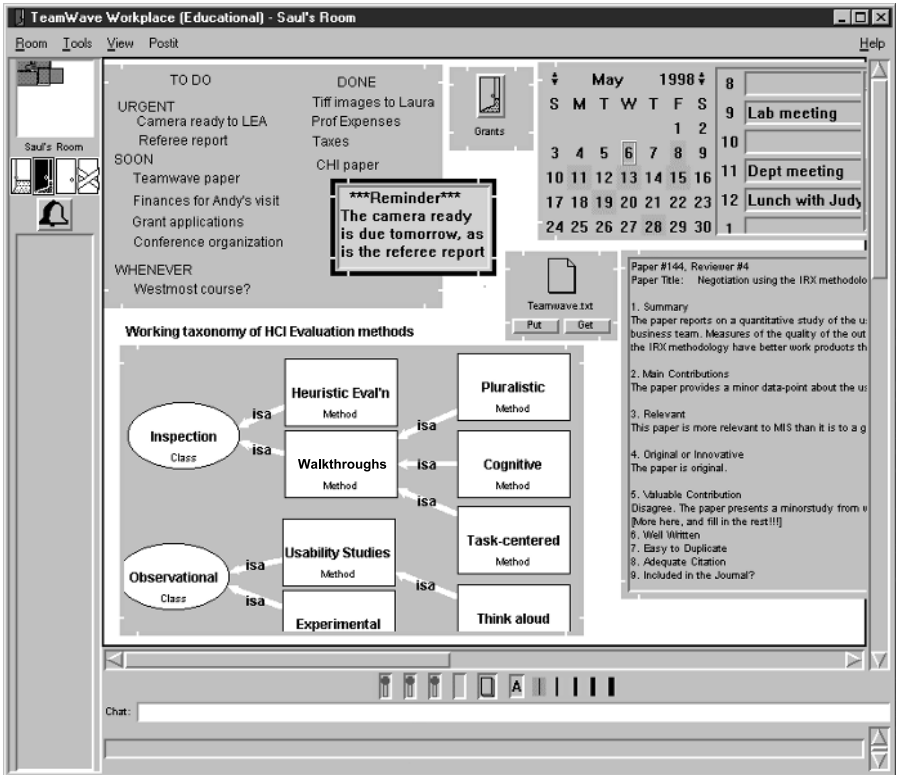 TeamWave Workplace (Educational) - Saul's Room
Room Tools View Postit Help
Saul's Room
TO DO
URGENT
Camera ready to LEA
Referee report
SOON
Teamwave paper
Finances for Andy's visit
Grant applications
Conference organization
WHENEVER
Westmost course?
DONE
Tiff images to Laura
Prof Expenses
Taxes
CHI paper
***Reminder***
The camera ready
is due tomorrow, as
is the referee report
Grants
May 1998
S M T W T F S
1 2
3 4 5 6 7 8 9
10 11 12 13 14 15 16
17 18 19 20 21 22 23
24 25 26 27 28 29 30
8
9 Lab meeting
10
11 Dept meeting
12 Lunch with Judy
1
Teamwave.txt
Put Get
Paper #144, Reviewer #4
Paper Title: Negotiation using the IRX methodolo
1. Summary
The paper reports on a quantitative study of the u
business team. Measures of the quality of the out
the IRX methodology have better work products th
2. Main Contributions
The paper provides a minor data-point about the us
3. Relevant
This paper is more relevant to MIS than it is to a g
4. Original or Innovative
The paper is original.
5. Valuable Contribution
Disagree. The paper presents a minorstudy from
[More here, and fill in the rest!!!]
6. Well Written
7. Easy to Duplicate
8. Adequate Citation
9. Included in the Journal?
Working taxonomy of HCI Evaluation methods
Inspection
Class
isa
isa
Heuristic Eval'n
Method
Walkthroughs
Method
isa
isa
isa
Pluralistic
Method
Cognitive
Method
Task-centered
Method
Observational
Class
isa
isa
Usability Studies
Method
Experimental
isa
Think aloud
A
Chat: